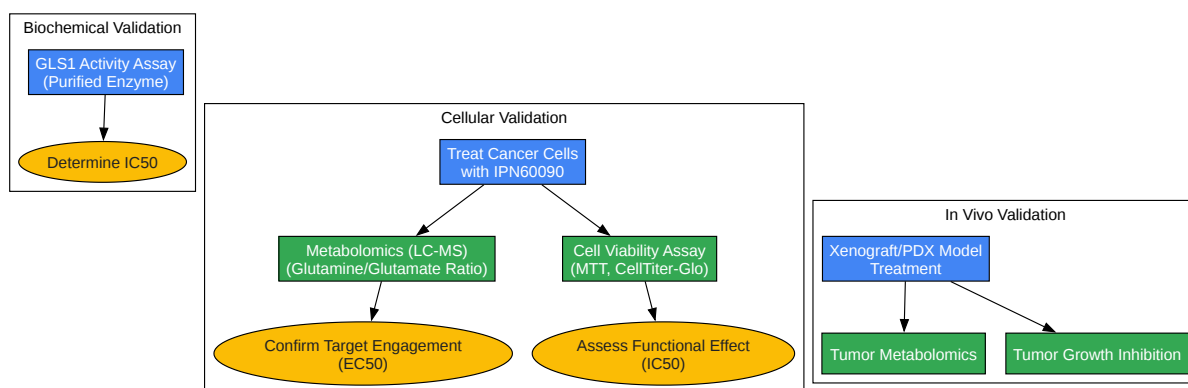 Biochemical Validation
GLS1 Activity Assay
(Purified Enzyme)
Determine IC50
Cellular Validation
Treat Cancer Cells
with IPN60090
Metabolomics (LC-MS)
(Glutamine/Glutamate Ratio)
Cell Viability Assay
(MTT, CellTiter-Glo)
Confirm Target Engagement
(EC50)
Assess Functional Effect
(IC50)
In Vivo Validation
Xenograft/PDX Model
Treatment
Tumor Metabolomics
Tumor Growth Inhibition